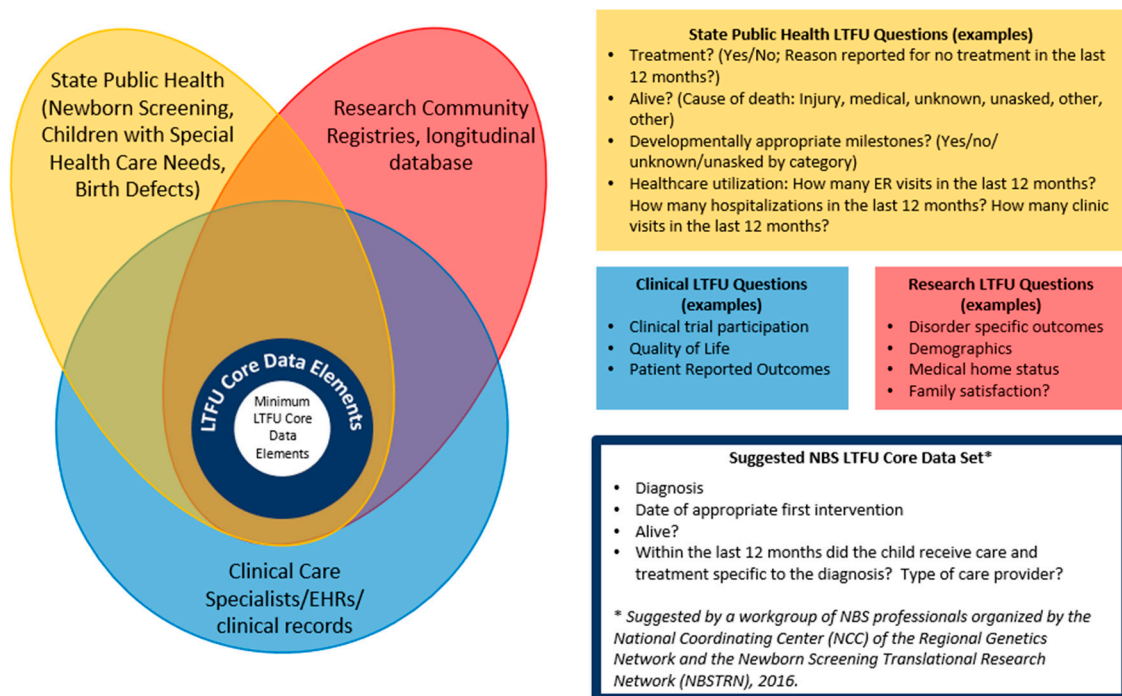 State Public Health
(Newborn Screening,
Children with Special
Health Care Needs,
Birth Defects)
Research Community
Registries, longitudinal
database
LTFU Core Data Elements
Minimum
LTFU Core
Data
Elements
Clinical Care
Specialists/EHRs/
clinical records
State Public Health LTFU Questions (examples)
• Treatment? (Yes/No; Reason reported for no treatment in the last
12 months?)
• Alive? (Cause of death: Injury, medical, unknown, unasked, other,
other)
• Developmentally appropriate milestones? (Yes/no/
unknown/unasked by category)
• Healthcare utilization: How many ER visits in the last 12 months?
How many hospitalizations in the last 12 months? How many clinic
visits in the last 12 months?
Clinical LTFU Questions
(examples)
• Clinical trial participation
• Quality of Life
• Patient Reported Outcomes
Research LTFU Questions
(examples)
• Disorder specific outcomes
• Demographics
• Medical home status
• Family satisfaction?
Suggested NBS LTFU Core Data Set*
• Diagnosis
• Date of appropriate first intervention
• Alive?
• Within the last 12 months did the child receive care and
treatment specific to the diagnosis? Type of care provider?
* Suggested by a workgroup of NBS professionals organized by the
National Coordinating Center (NCC) of the Regional Genetics
Network and the Newborn Screening Translational Research
Network (NBSTRN), 2016.